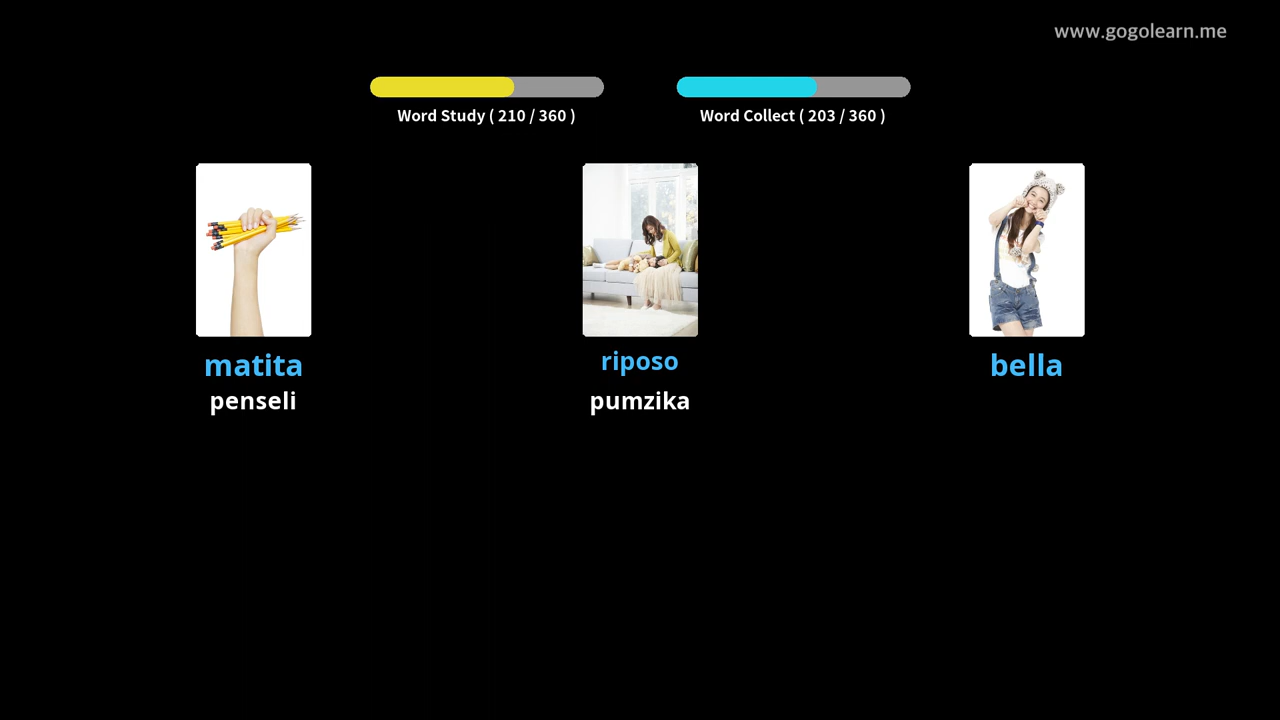 www.gogolearn.me
Word Study ( 210 / 360 )
Word Collect ( 203 / 360 )
matita
penseli
riposo
pumzika
bella